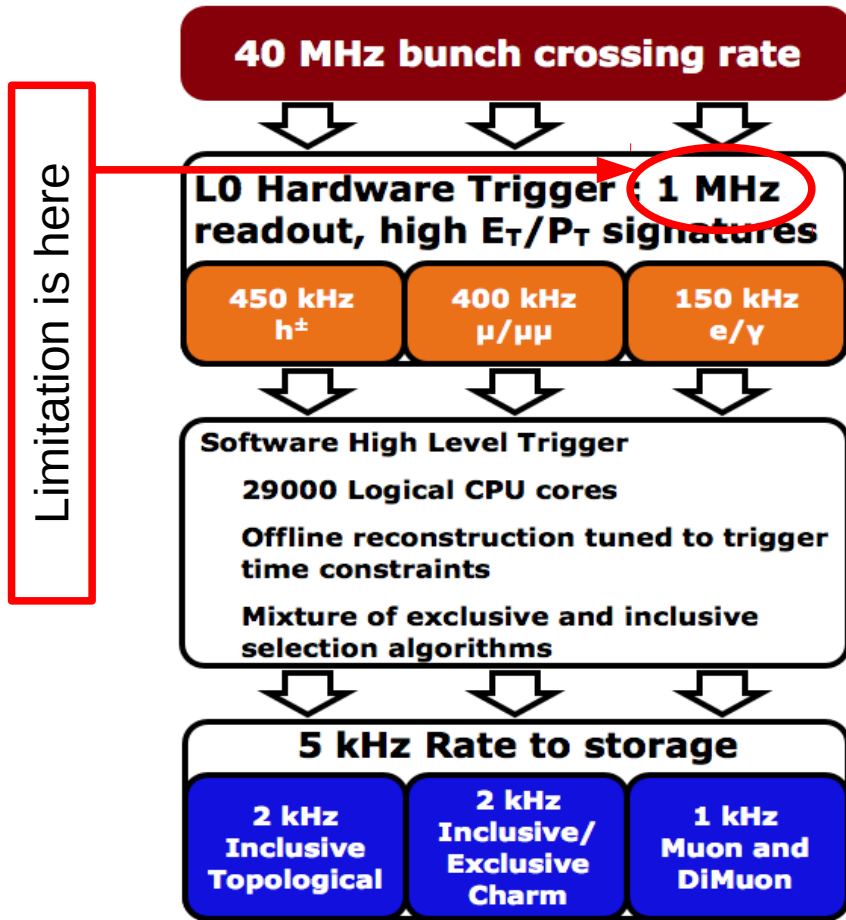 40 MHz bunch crossing rate
Limitation is here
L0 Hardware Trigger : 1 MHz
readout, high E_T/P_T signatures
450 kHz
h±
400 kHz
μ/μμ
150 kHz
e/γ
Software High Level Trigger
29000 Logical CPU cores
Offline reconstruction tuned to trigger
time constraints
Mixture of exclusive and inclusive
selection algorithms
5 kHz Rate to storage
2 kHz
Inclusive
Topological
2 kHz
Inclusive/
Exclusive
Charm
1 kHz
Muon and
DiMuon